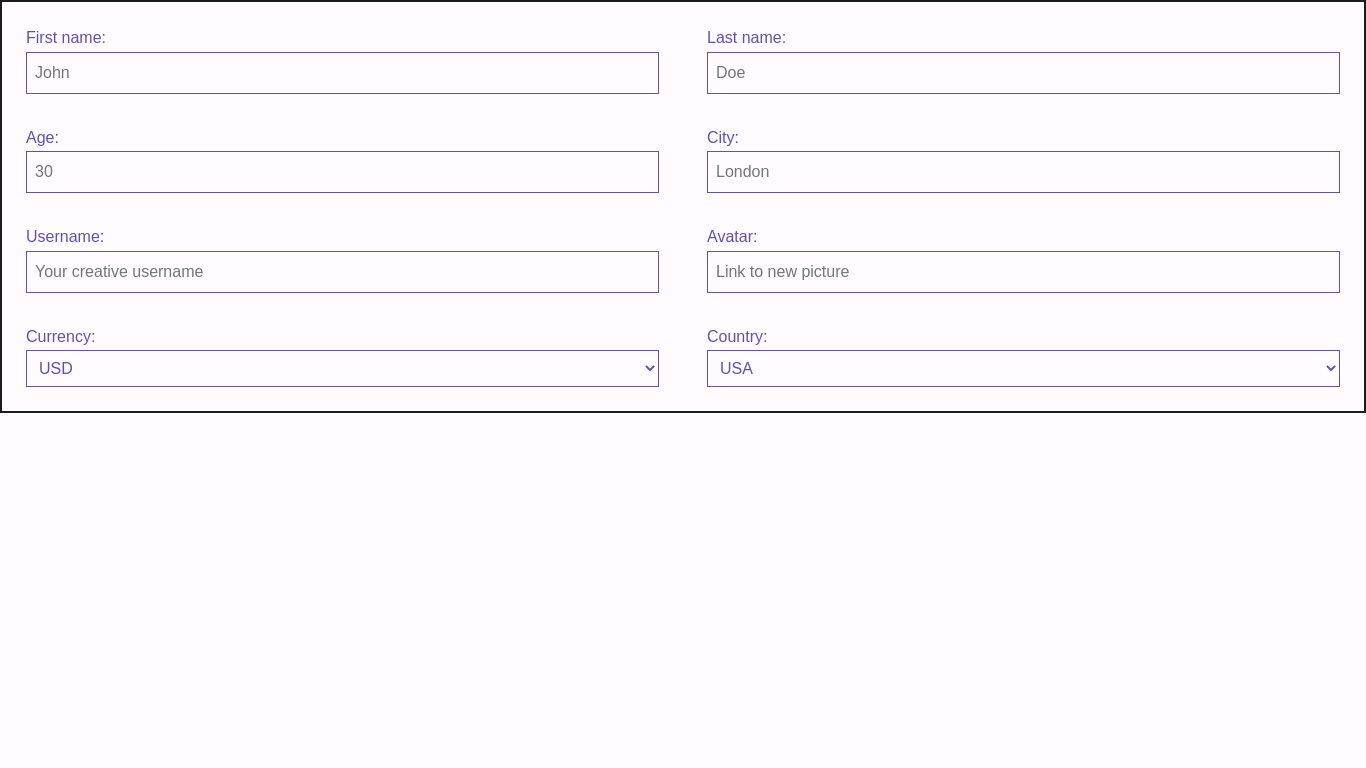 First name:
Last name:
John
Doe
Age:
City:
30
London
Username:
Avatar:
Your creative username
Link to new picture
Currency:
Country:
USD
USA